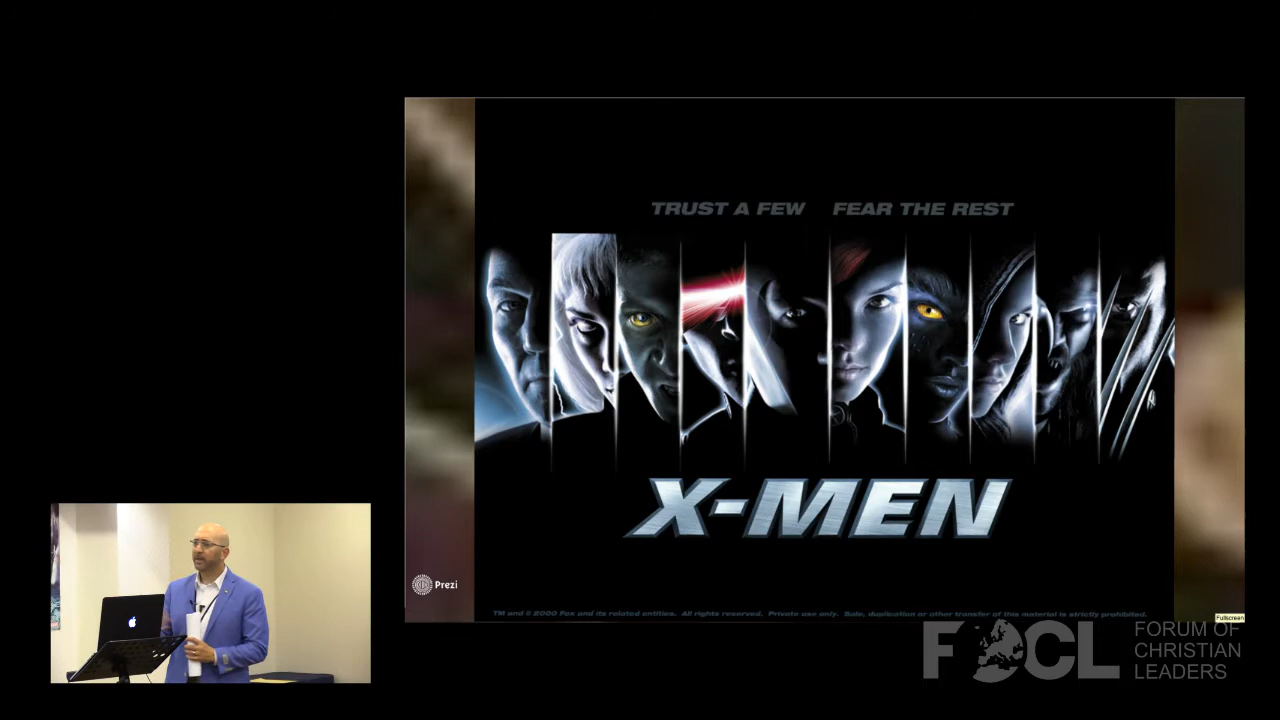 TRUST A FEW FEAR THE REST
X-MEN
Prezi
TM and © 2000 Fox and its related entities. All rights reserved. Private use only. Sale, duplication or other transfer of this material is strictly prohibited.
Fullscreen
FOCL
FORUM OF
CHRISTIAN
LEADERS